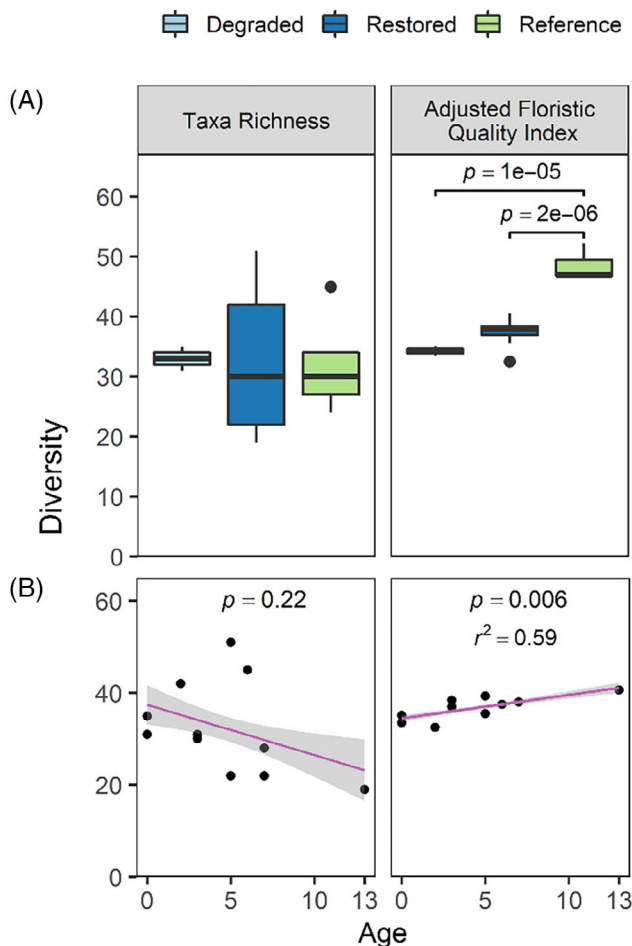 Degraded Restored Reference
(A)
Taxa Richness
Adjusted Floristic
Quality Index
p = 1e−05
p = 2e−06
60
50
40
30
20
10
0
Diversity
(B)
p = 0.22
p = 0.006
r² = 0.59
60
40
20
0
0 5 10 13
0 5 10 13
Age